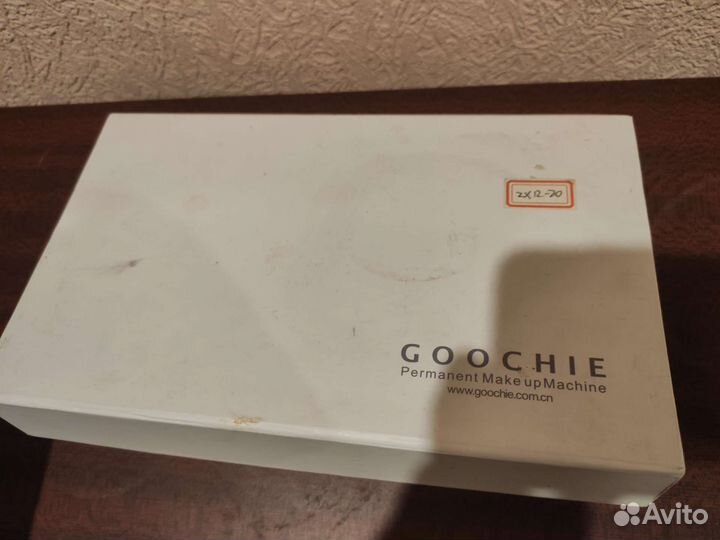 ZX12-70
GOOCHIE
Permanent Make up Machine
www.goochie.com.cn
Avito